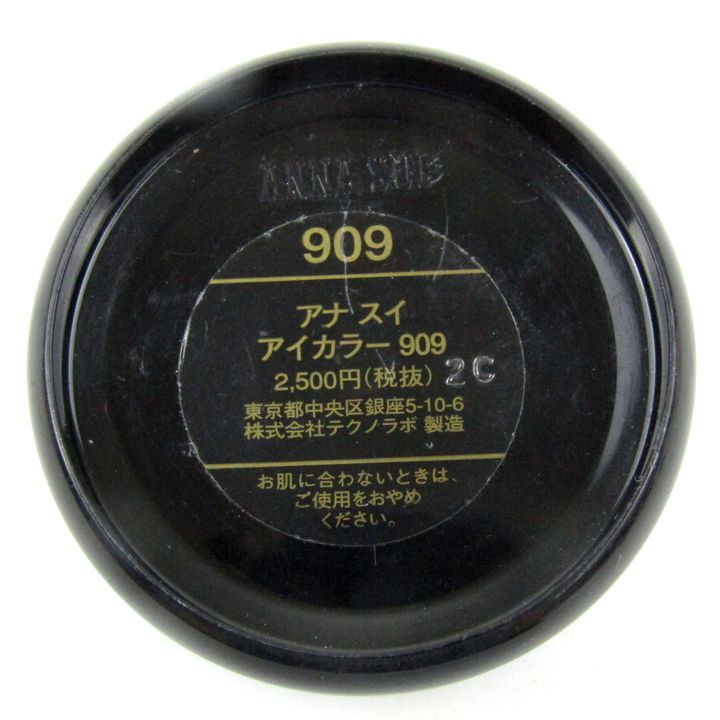 ANNA SUI
909
アナ スイ
アイカラー 909
2,500円(税抜) 2C
東京都中央区銀座5-10-6
株式会社テクノラボ 製造
お肌に合わないときは、
ご使用をおやめ
ください。